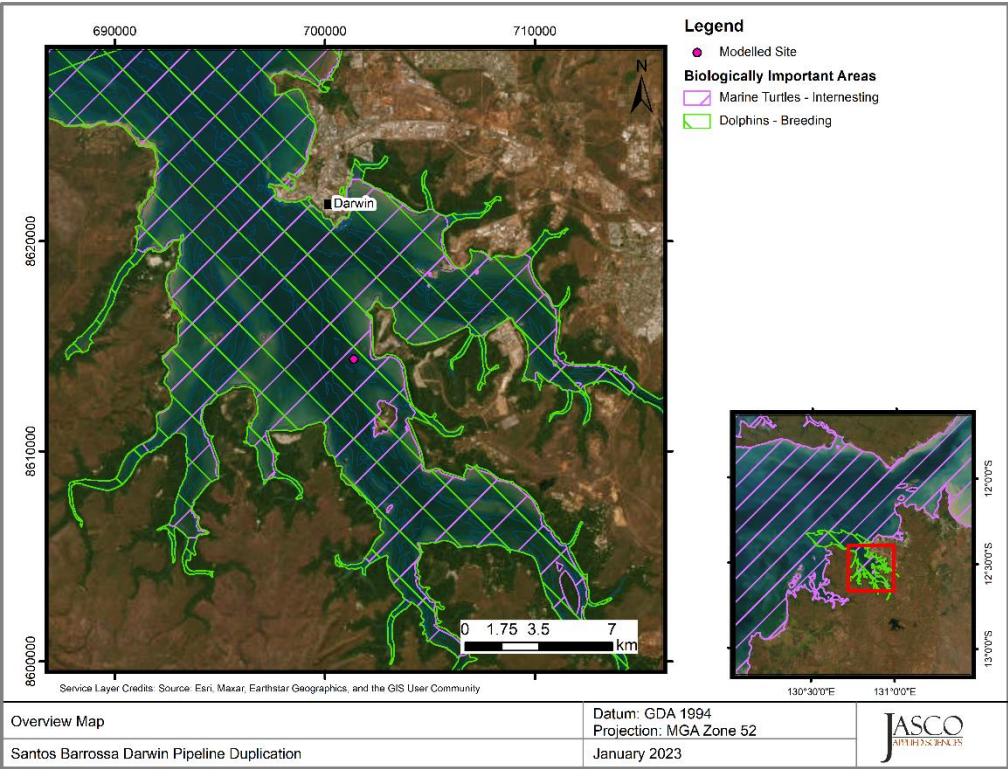 690000
700000
710000
8620000
8610000
8600000
N
Darwin
0 1.75 3.5 7
km
Service Layer Credits: Source: Esri, Maxar, Earthstar Geographics, and the GIS User Community
Legend
Modelled Site
Biologically Important Areas
Marine Turtles - Internesting
Dolphins - Breeding
12°0'0"S
12°30'0"S
13°0'0"S
130°30'0"E 131°0'0"E
Overview Map
Santos Barrossa Darwin Pipeline Duplication
Datum: GDA 1994
Projection: MGA Zone 52
January 2023
JASCO
APPLIED SCIENCES